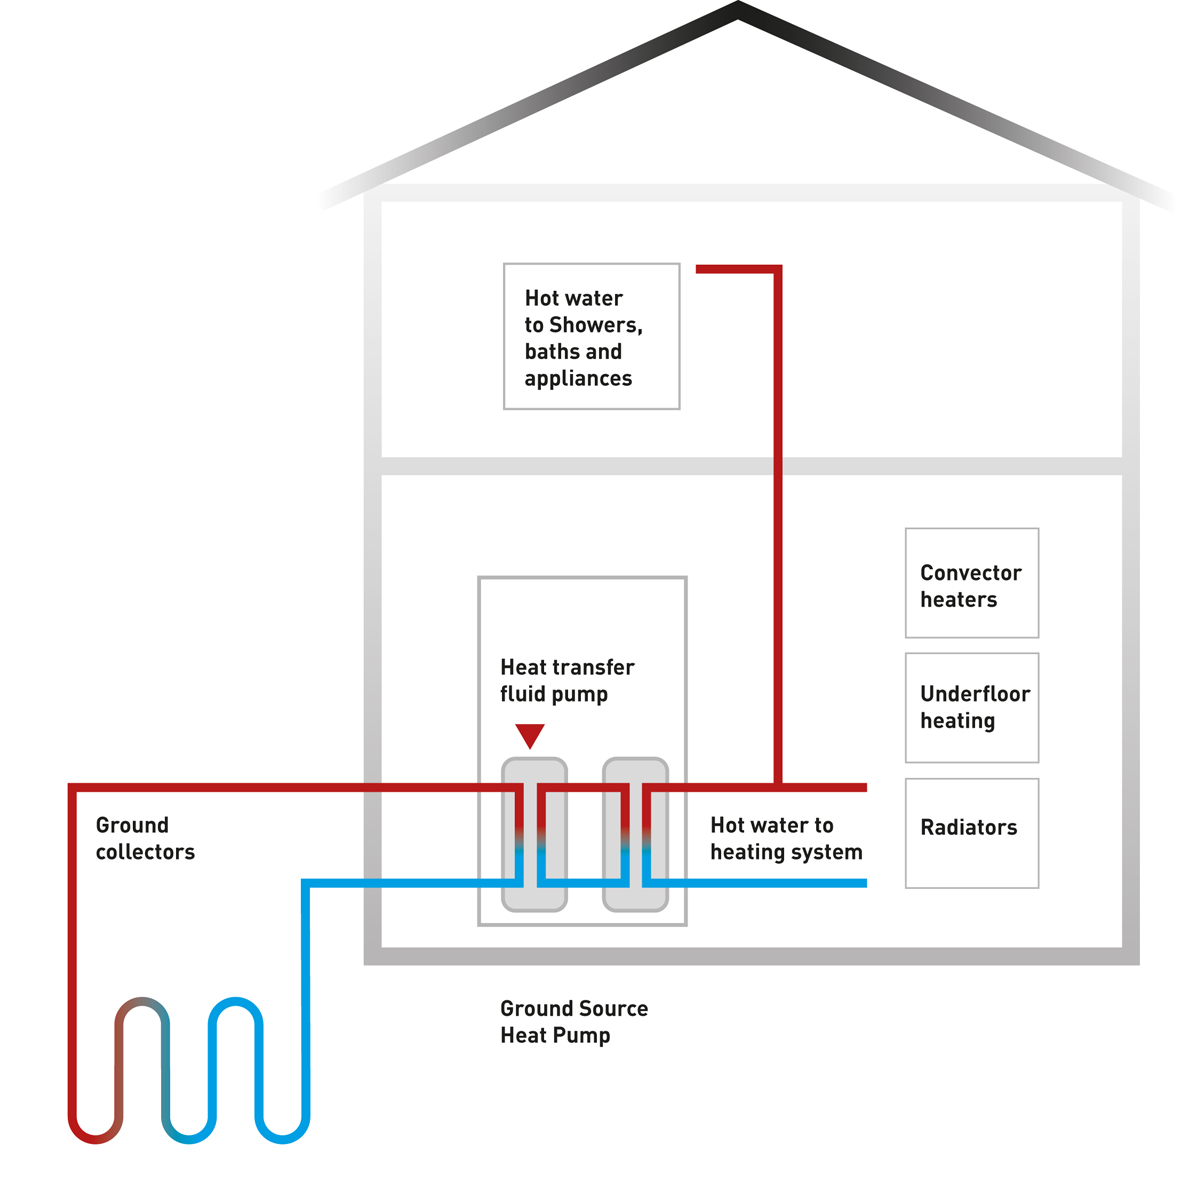 Hot water
to Showers,
baths and
appliances
Convector
heaters
Heat transfer
fluid pump
Underfloor
heating
Ground
collectors
Hot water to
heating system
Radiators
Ground Source
Heat Pump